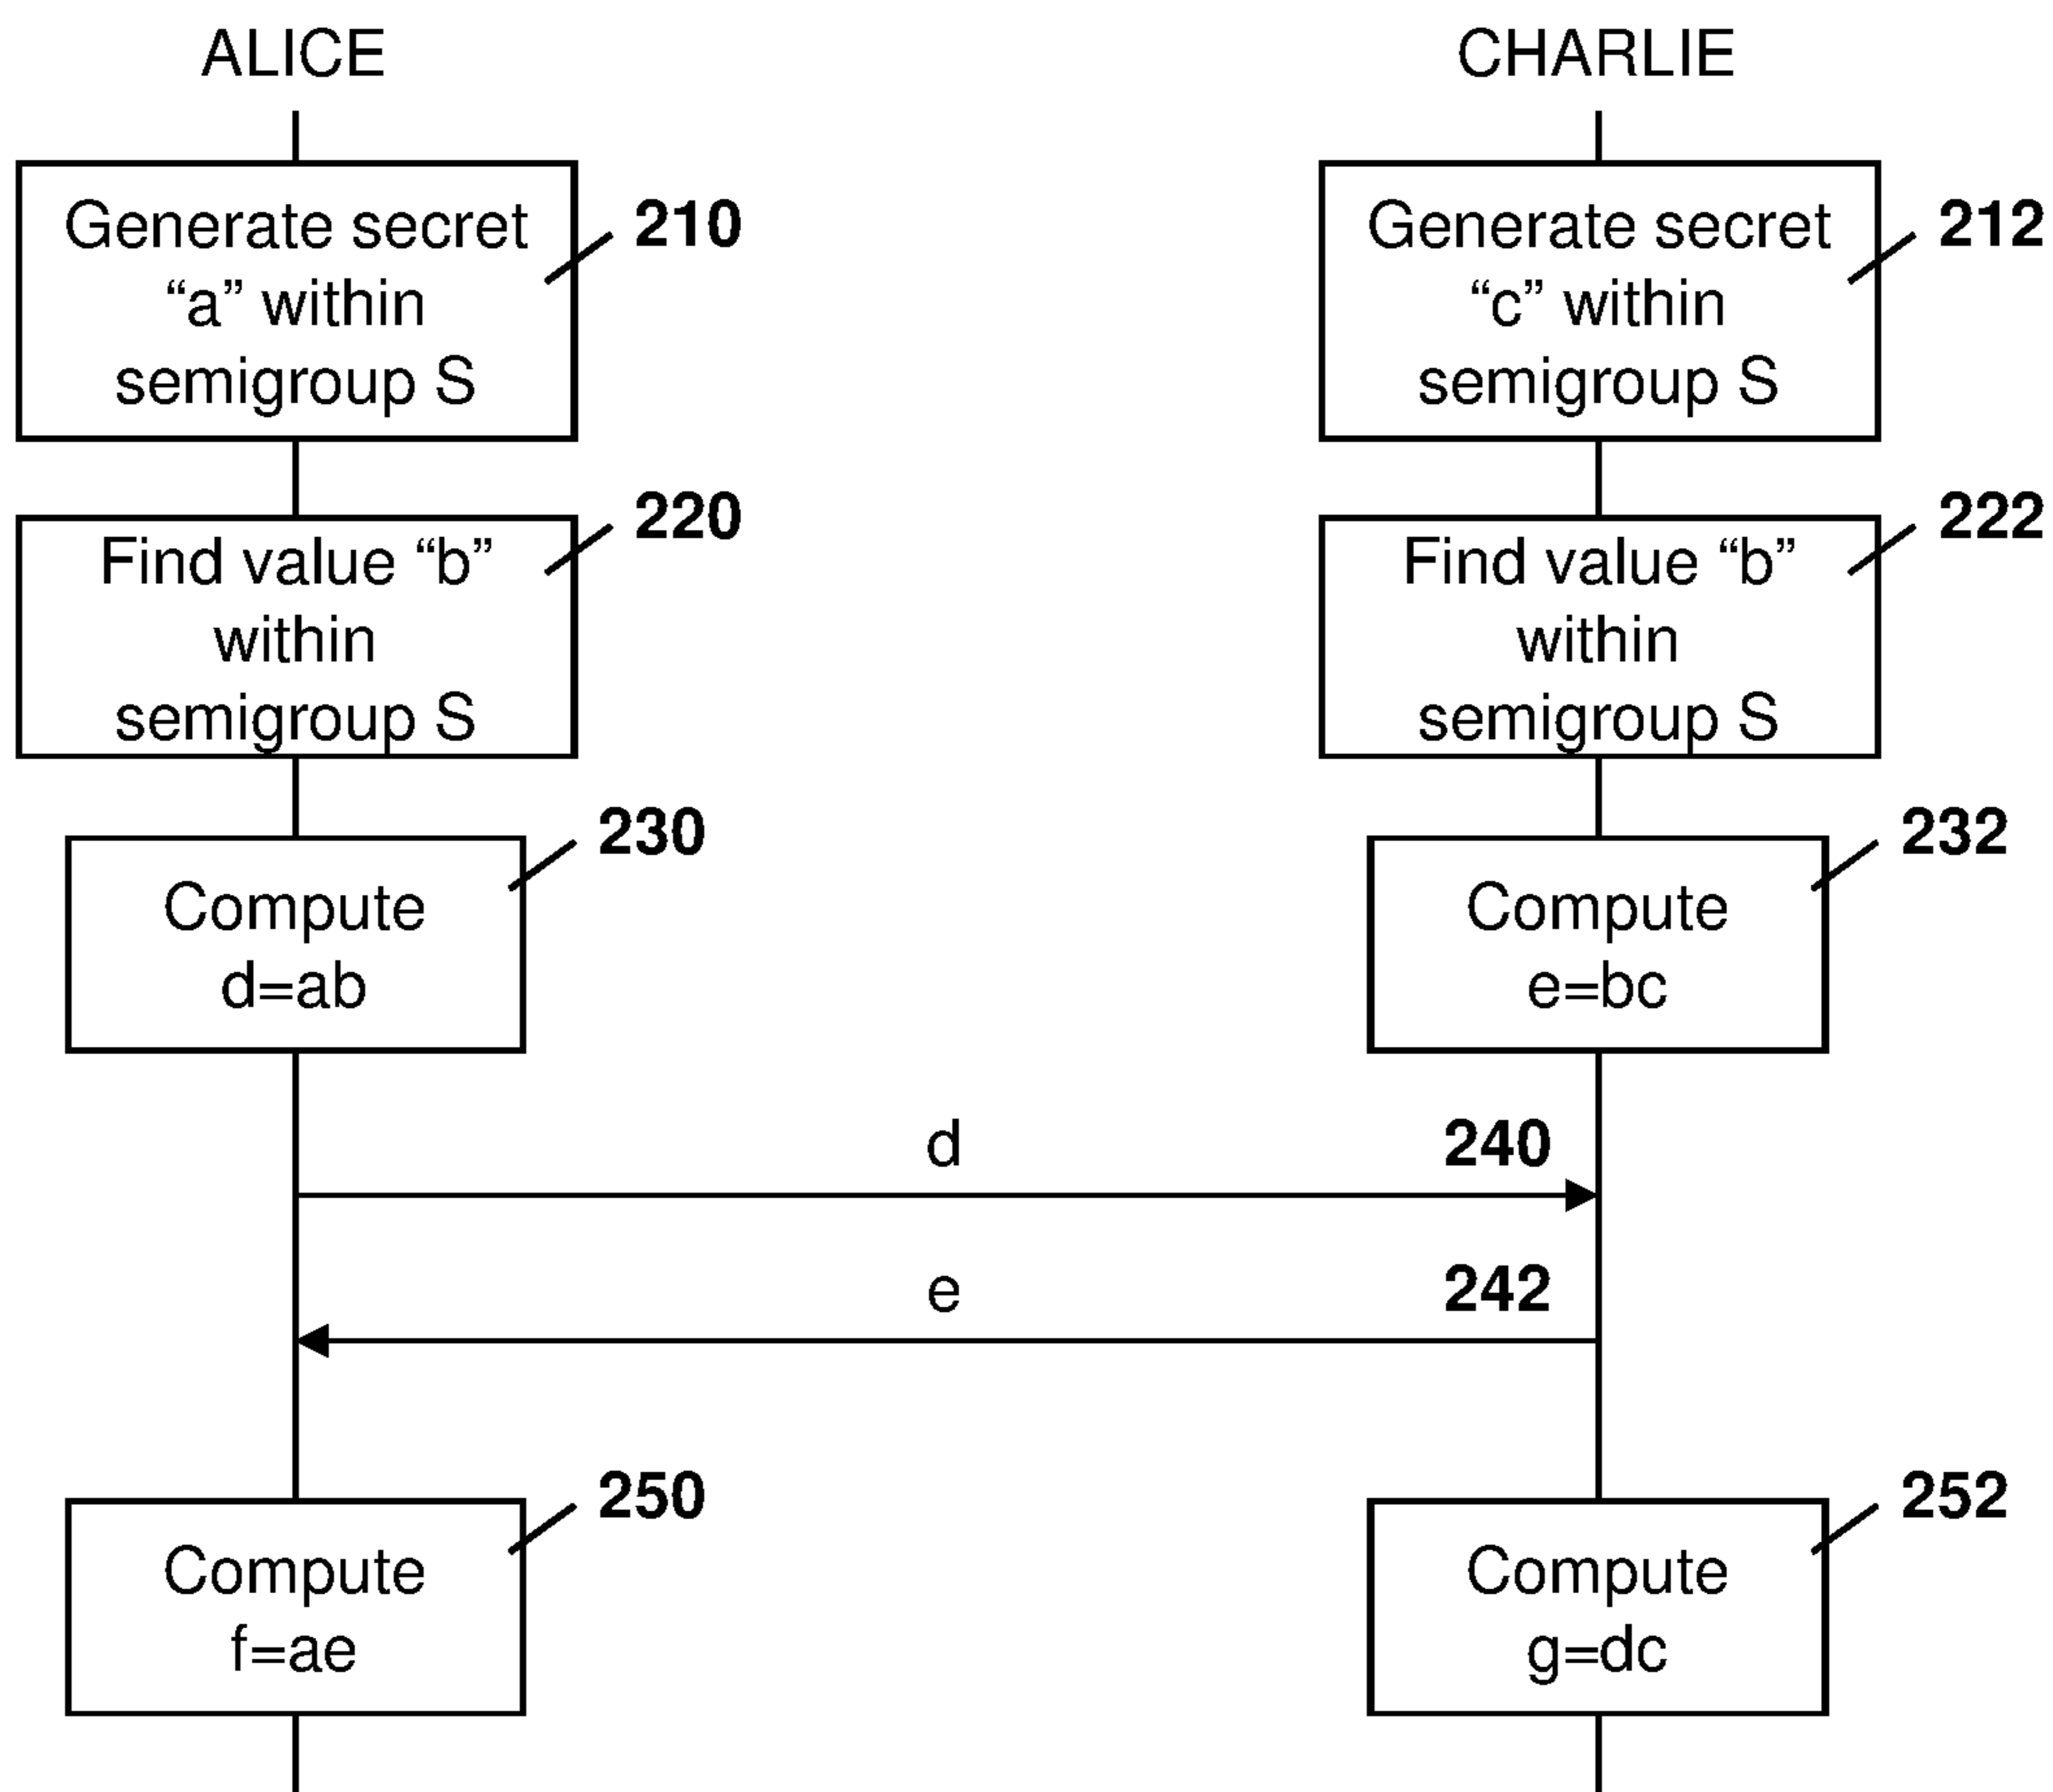 ALICE
CHARLIE
Generate secret
“a” within
semigroup S
210
Generate secret
“c” within
semigroup S
212
Find value “b”
within
semigroup S
220
Find value “b”
within
semigroup S
222
Compute
d=ab
230
Compute
e=bc
232
d
240
e
242
Compute
f=ae
250
Compute
g=dc
252